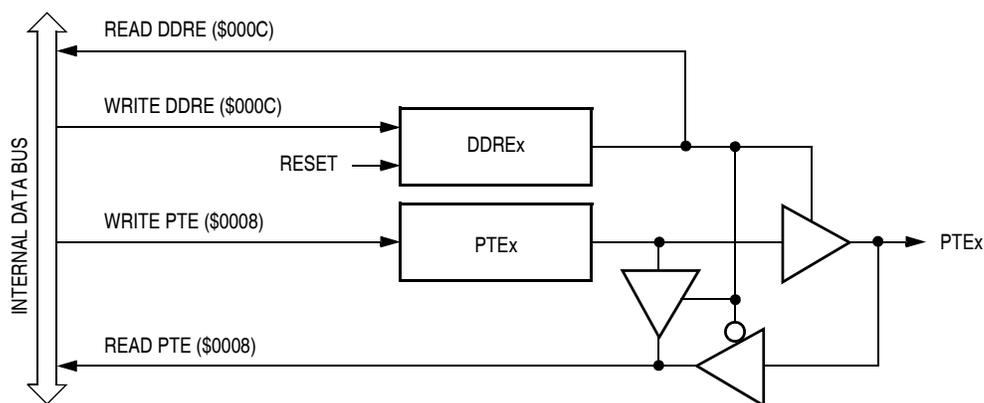 READ DDRE ($000C)
WRITE DDRE ($000C)
DDREx
RESET
INTERNAL DATA BUS
WRITE PTE ($0008)
PTEx
PTEx
READ PTE ($0008)